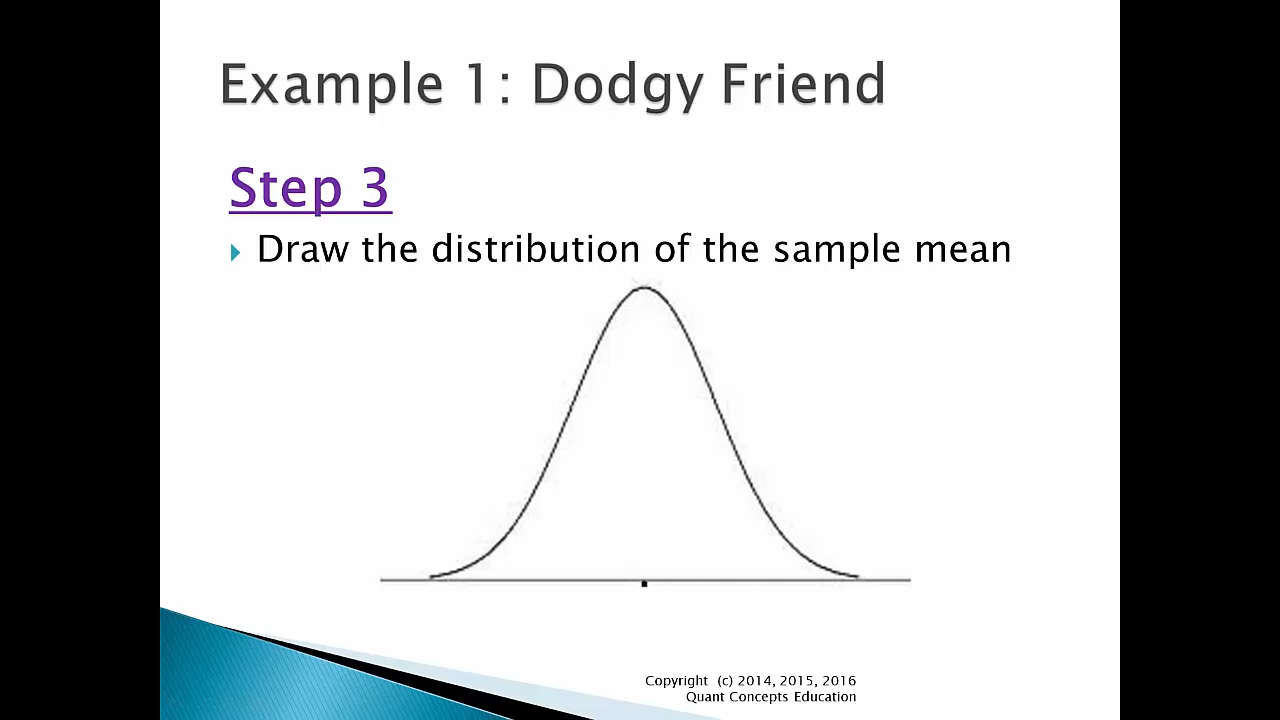 Example 1: Dodgy Friend
Step 3
Draw the distribution of the sample mean
Copyright (c) 2014, 2015, 2016
Quant Concepts Education